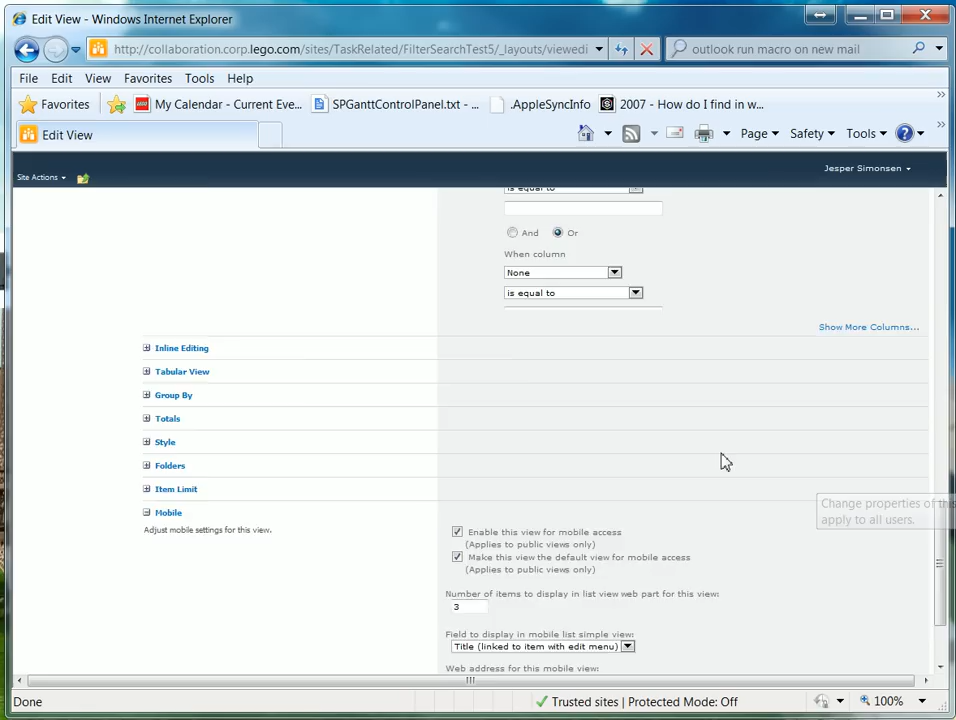 Edit View - Windows Internet Explorer
http://collaboration.corp.lego.com/sites/TaskRelated/FilterSearchTest5/_layouts/viewedi
outlook run macro on new mail
File Edit View Favorites Tools Help
Favorites My Calendar - Current Eve... SPGanttControlPanel.txt - ... .AppleSyncInfo 2007 - How do I find in w...
Edit View
Page Safety Tools
Jesper Simonsen
Site Actions
is equal to
And Or
When column
None
is equal to
Show More Columns...
Inline Editing
Tabular View
Group By
Totals
Style
Folders
Item Limit
Change properties of this
apply to all users.
Mobile
Adjust mobile settings for this view.
Enable this view for mobile access
(Applies to public views only)
Make this view the default view for mobile access
(Applies to public views only)
Number of items to display in list view web part for this view:
3
Field to display in mobile list simple view:
Title (linked to item with edit menu)
Web address for this mobile view:
Done
Trusted sites | Protected Mode: Off
100%